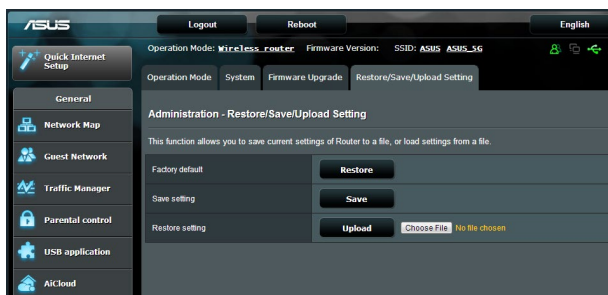 ASUS
Logout
Reboot
English
Quick Internet Setup
Operation Mode: Wireless router Firmware Version: SSID: ASUS ASUS_5G
Operation Mode
System
Firmware Upgrade
Restore/Save/Upload Setting
General
Network Map
Guest Network
Traffic Manager
Parental control
USB application
AiCloud
Administration - Restore/Save/Upload Setting
This function allows you to save current settings of Router to a file, or load settings from a file.
Factory default
Restore
Save setting
Save
Restore setting
Upload
Choose File No file chosen